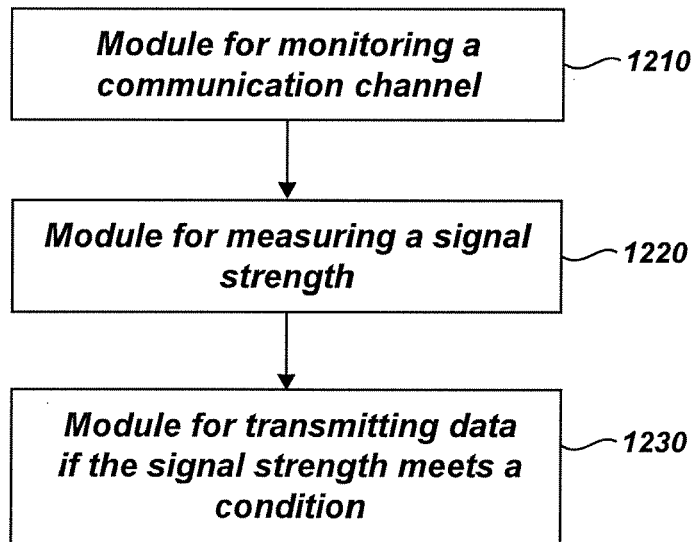 Module for monitoring a
communication channel
1210
Module for measuring a signal
strength
1220
Module for transmitting data
if the signal strength meets a
condition
1230